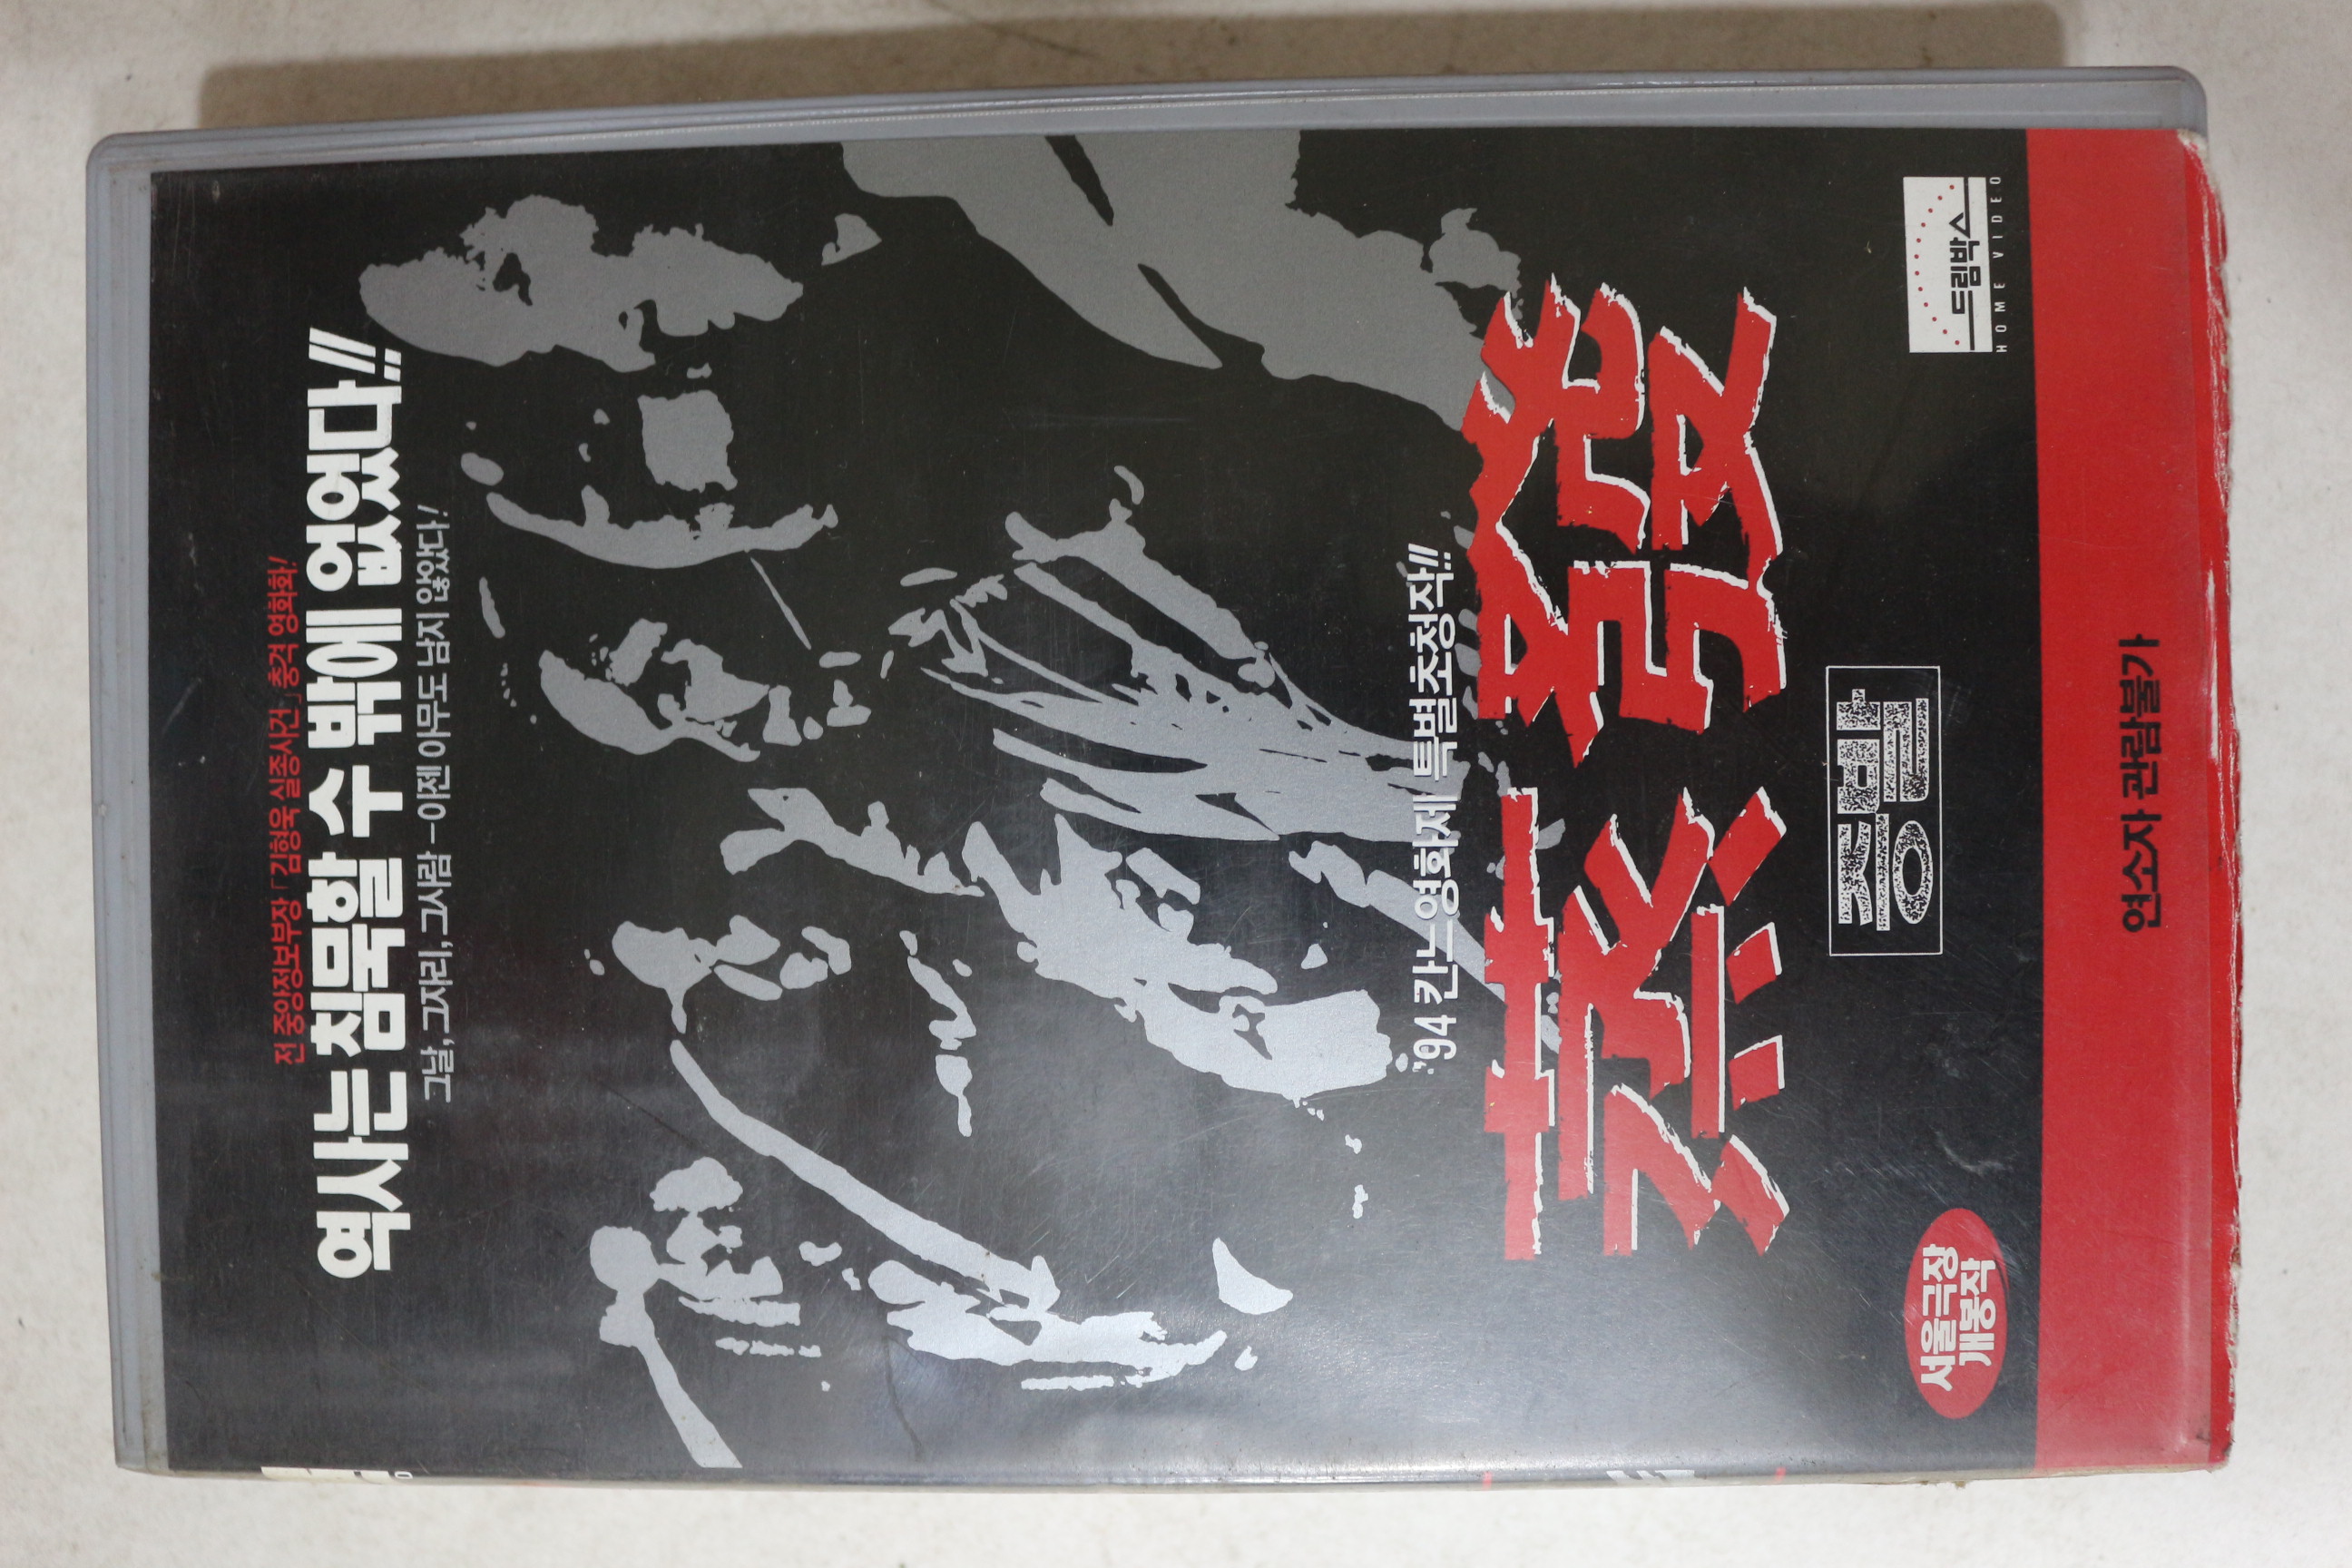 전 중앙정보부장 「김형욱 실종사건」 충격 영화화!
역사는 침묵할 수 밖에 없었다!!!
그날, 그자리, 그사람 – 이젠 아무도 남지 않았다!
'94 칸느영화제 특별초청작!!!
蒸發
증발
서울극장
개봉작
드림박스
HOME VIDEO
연소자 관람불가